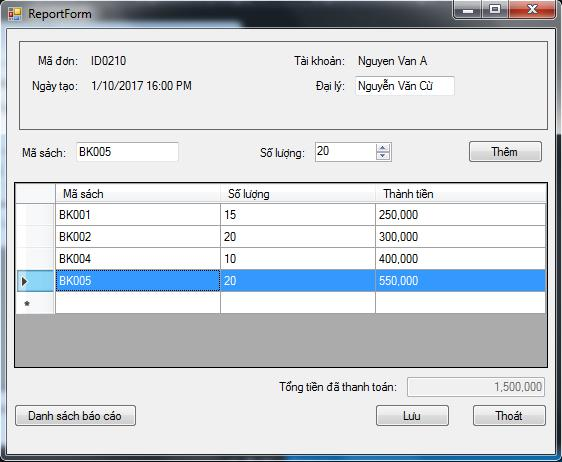 ReportForm
Mã đơn: ID0210 Tài khoản: Nguyen Van A
Ngày tạo: 1/10/2017 16:00 PM Đại lý: Nguyễn Văn Cừ
Mã sách: BK005 Số lượng: 20 Thêm
Mã sách Số lượng Thành tiền
BK001 15 250,000
BK002 20 300,000
BK004 10 400,000
BK005 20 550,000
*
Tổng tiền đã thanh toán: 1,500,000
Danh sách báo cáo Lưu Thoát